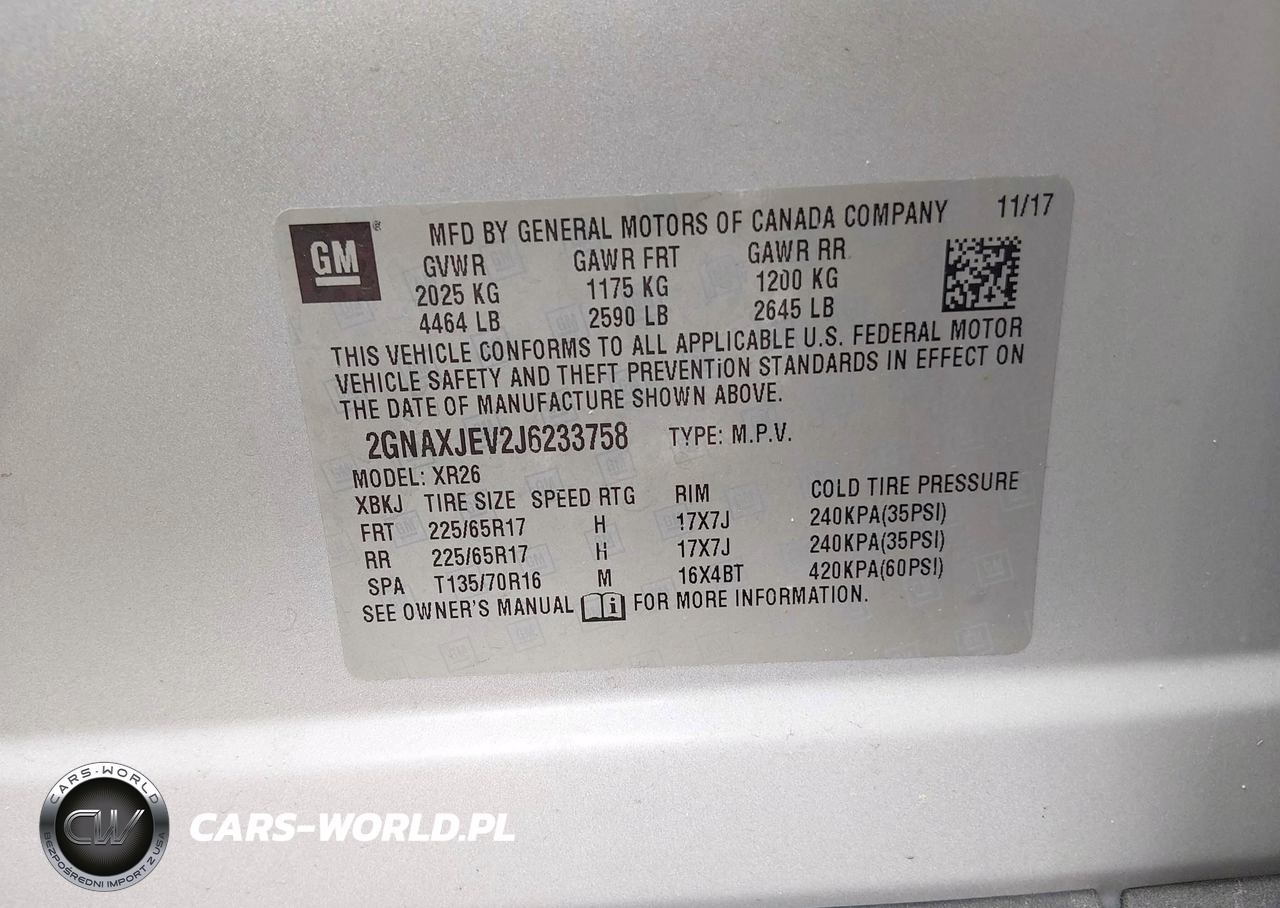 GM ®
MFD BY GENERAL MOTORS OF CANADA COMPANY 11/17
GVWR GAWR FRT GAWR RR
2025 KG 1175 KG 1200 KG
4464 LB 2590 LB 2645 LB
THIS VEHICLE CONFORMS TO ALL APPLICABLE U.S. FEDERAL MOTOR
VEHICLE SAFETY AND THEFT PREVENTiON STANDARDS IN EFFECT ON
THE DATE OF MANUFACTURE SHOWN ABOVE.
2GNAXJEV2J6233758 TYPE: M.P.V.
MODEL: XR26
XBKJ TIRE SIZE SPEED RTG RIM COLD TIRE PRESSURE
FRT 225/65R17 H 17X7J 240KPA(35PSI)
RR 225/65R17 H 17X7J 240KPA(35PSI)
SPA T135/70R16 M 16X4BT 420KPA(60PSI)
SEE OWNER'S MANUAL i FOR MORE INFORMATION.
CARS-WORLD
CW
BEZPOŚREDNI IMPORT Z USA
CARS-WORLD.PL